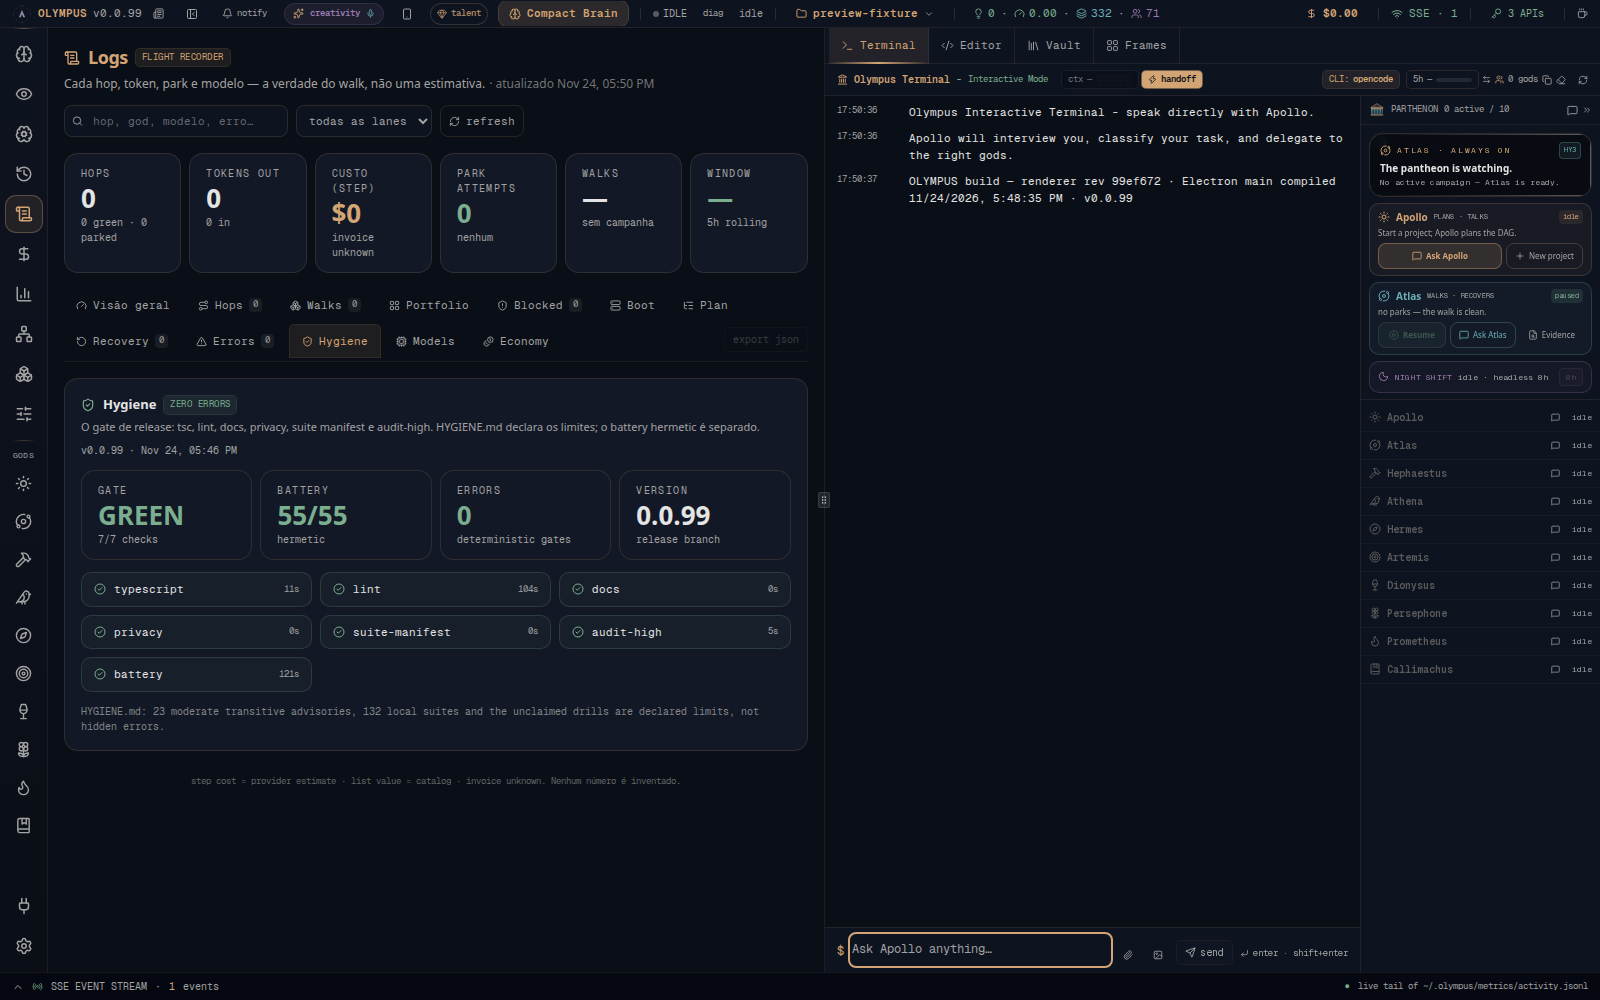 OLYMPUS v0.0.99 notify creativity talent Compact Brain IDLE diag idle preview-fixture 0 · 0.00 · 332 · 71 $0.00 SSE · 1 3 APIs
GODS
Logs FLIGHT RECORDER
Cada hop, token, park e modelo — a verdade do walk, não uma estimativa. · atualizado Nov 24, 05:50 PM
hop, god, modelo, erro… todas as lanes refresh
HOPS
0
0 green · 0
parked
TOKENS OUT
0
0 in
CUSTO
(STEP)
$0
invoice
unknown
PARK
ATTEMPTS
0
nenhum
WALKS
—
sem campanha
WINDOW
—
5h rolling
Visão geral Hops 0 Walks 0 Portfolio Blocked 0 Boot Plan
Recovery 0 Errors 0 Hygiene Models Economy export json
Hygiene ZERO ERRORS
O gate de release: tsc, lint, docs, privacy, suite manifest e audit-high. HYGIENE.md declara os limites; o battery hermetic é separado.
v0.0.99 · Nov 24, 05:46 PM
GATE
GREEN
7/7 checks
BATTERY
55/55
hermetic
ERRORS
0
deterministic gates
VERSION
0.0.99
release branch
typescript 11s lint 104s docs 0s
privacy 0s suite-manifest 0s audit-high 5s
battery 121s
HYGIENE.md: 23 moderate transitive advisories, 132 local suites and the unclaimed drills are declared limits, not
hidden errors.
step cost = provider estimate · list value = catalog · invoice unknown. Nenhum número é inventado.
Terminal Editor Vault Frames
Olympus Terminal – Interactive Mode ctx — handoff CLI: opencode 5h — 0 gods
17:50:36 Olympus Interactive Terminal – speak directly with Apollo.
17:50:36 Apollo will interview you, classify your task, and delegate to
the right gods.
17:50:37 OLYMPUS build — renderer rev 99ef672 · Electron main compiled
11/24/2026, 5:48:35 PM · v0.0.99
$ Ask Apollo anything… send ↵ enter · shift+enter
PARTHENON 0 active / 10 »
ATLAS · ALWAYS ON HY3
The pantheon is watching.
No active campaign — Atlas is ready.
Apollo PLANS · TALKS idle
Start a project; Apollo plans the DAG.
Ask Apollo New project
Atlas WALKS · RECOVERS paused
no parks — the walk is clean.
Resume Ask Atlas Evidence
NIGHT SHIFT idle · headless 0h 8h
Apollo idle
Atlas idle
Hephaestus idle
Athena idle
Hermes idle
Artemis idle
Dionysus idle
Persephone idle
Prometheus idle
Callimachus idle
SSE EVENT STREAM · 1 events
live tail of ~/.olympus/metrics/activity.jsonl